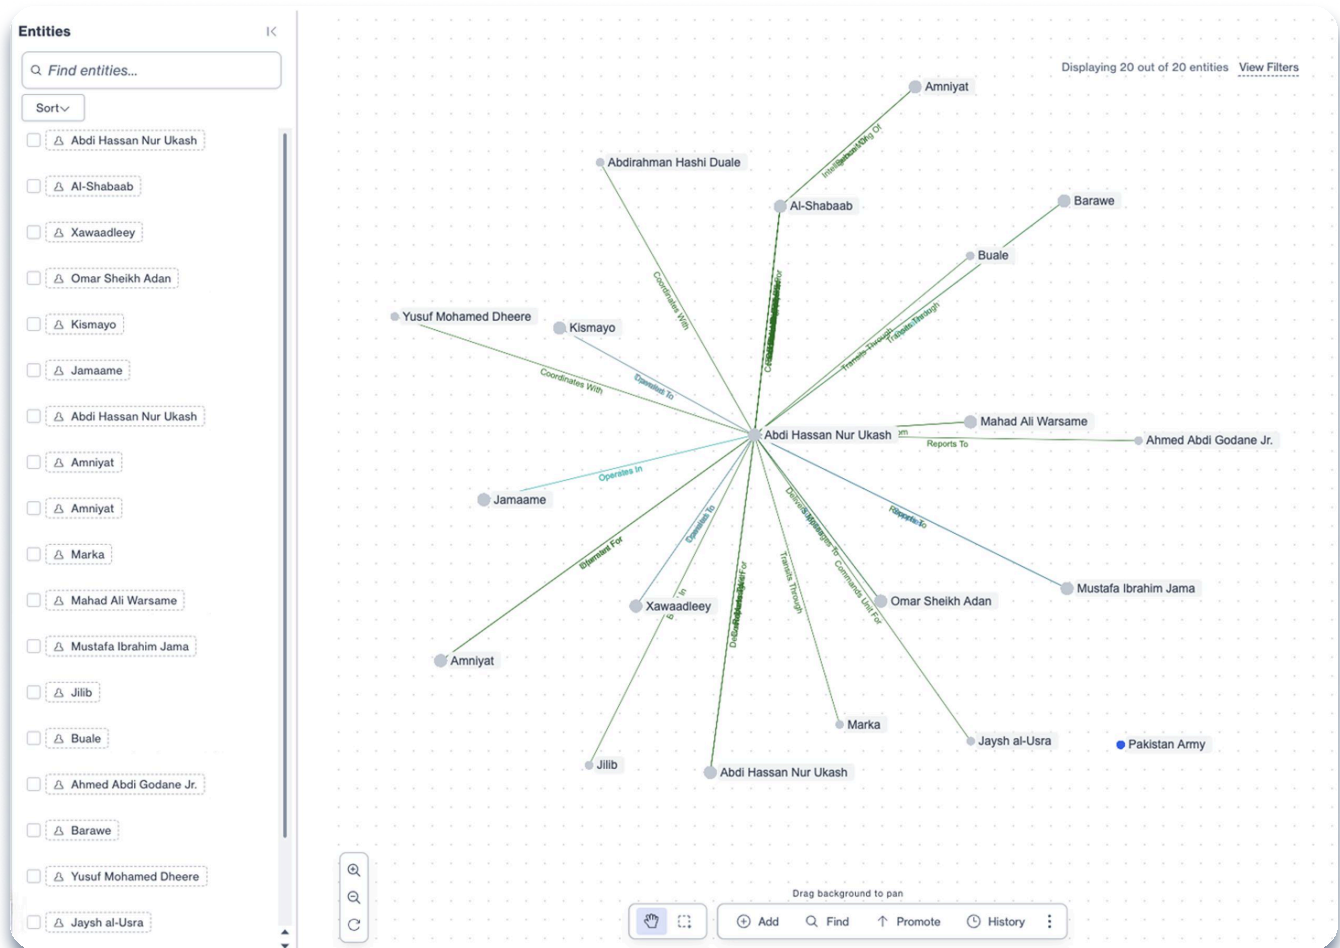 Entities
Find entities...
Sort
Abdi Hassan Nur Ukash
Al-Shabaab
Xawaadleey
Omar Sheikh Adan
Kismayo
Jamaame
Abdi Hassan Nur Ukash
Amniyat
Amniyat
Marka
Mahad Ali Warsame
Mustafa Ibrahim Jama
Jilib
Buale
Ahmed Abdi Godane Jr.
Barawe
Yusuf Mohamed Dheere
Jaysh al-Usra
Displaying 20 out of 20 entities View Filters
Amniyat
Abdirahman Hashi Duale
Al-Shabaab
Barawe
Buale
Coordinates With
Yusuf Mohamed Dheere
Kismayo
Transits Through
Coordinates With
Mahad Ali Warsame
Abdi Hassan Nur Ukash
Reports To
Ahmed Abdi Godane Jr.
Operates In
Jamaame
Mustafa Ibrahim Jama
Transits Through
Commands Unit For
Omar Sheikh Adan
Xawaadleey
Amniyat
Marka
Jaysh al-Usra
Pakistan Army
Jilib
Abdi Hassan Nur Ukash
Drag background to pan
Add Find Promote History